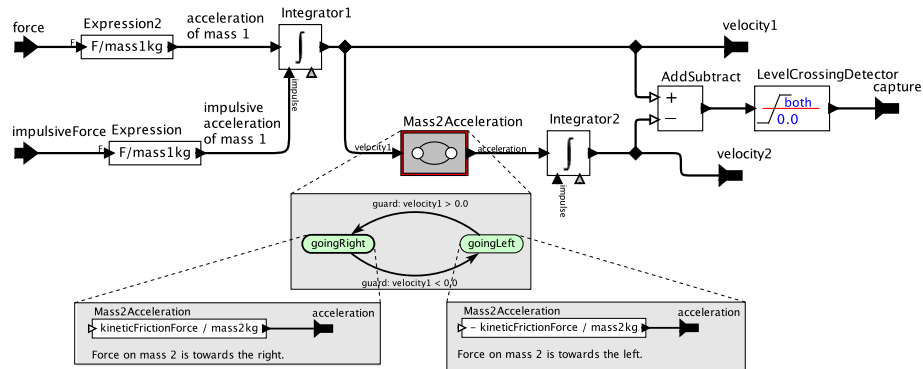 force
Expression2
F
F/mass1kg
acceleration
of mass 1
Integrator1
∫
impulse
velocity1
impulsiveForce
Expression
F
F/mass1kg
impulsive
acceleration
of mass 1
Mass2Acceleration
velocity1
acceleration
Integrator2
∫
impulse
velocity2
AddSubtract
+
−
LevelCrossingDetector
both
0.0
capture
guard: velocity1 > 0.0
goingRight
goingLeft
guard: velocity1 < 0.0
Mass2Acceleration
kineticFrictionForce / mass2kg
acceleration
Force on mass 2 is towards the right.
Mass2Acceleration
- kineticFrictionForce / mass2kg
acceleration
Force on mass 2 is towards the left.